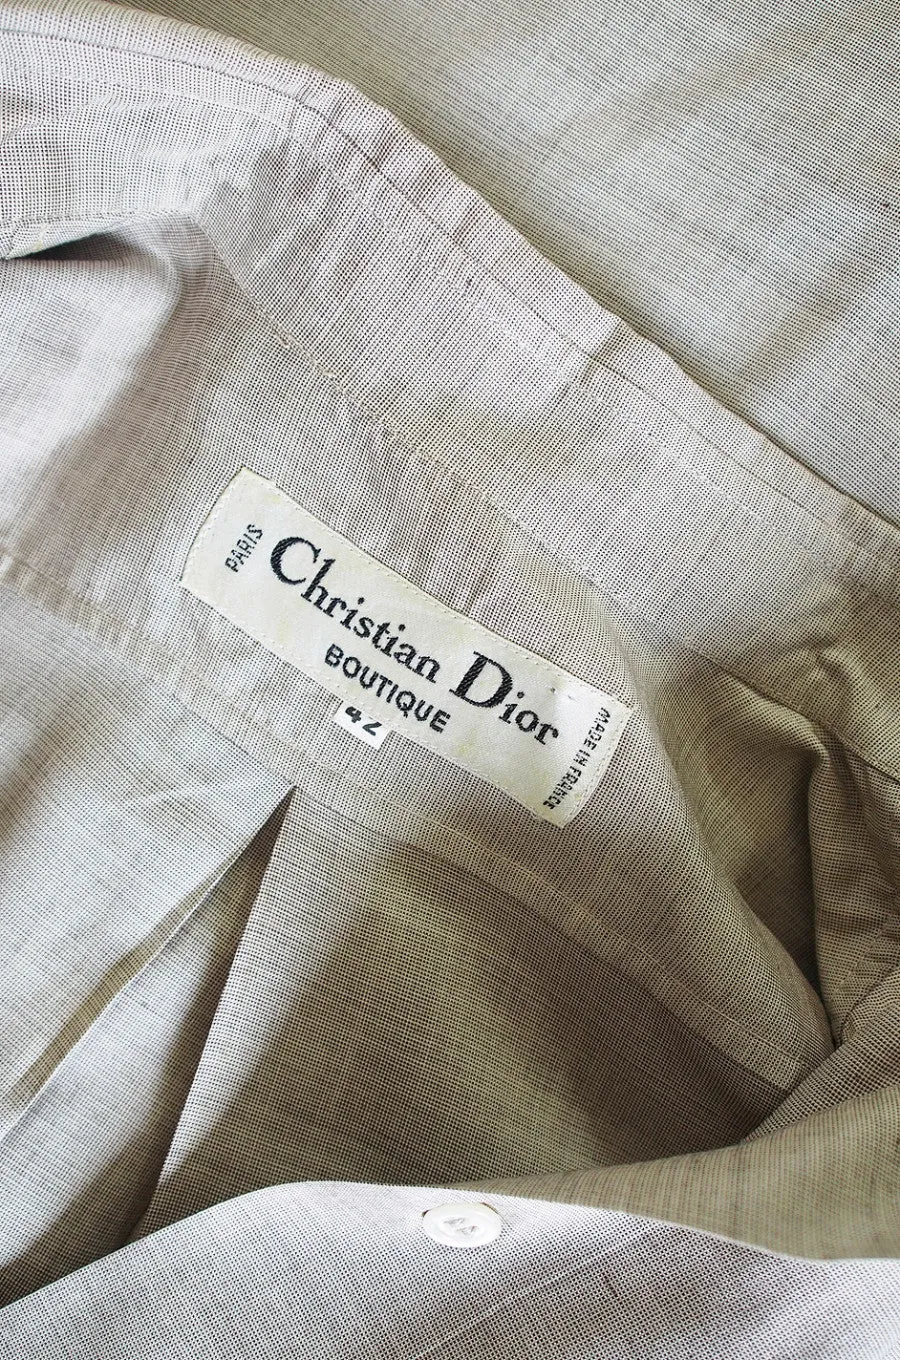 PARIS
Christian Dior
BOUTIQUE
MADE IN FRANCE
42